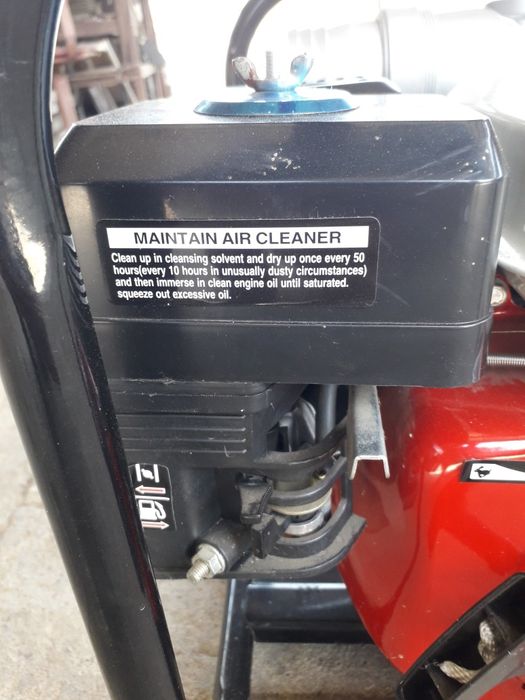 MAINTAIN AIR CLEANER
Clean up in cleansing solvent and dry up once every 50
hours(every 10 hours in unusually dusty circumstances)
and then immerse in clean engine oil until saturated.
squeeze out excessive oil.